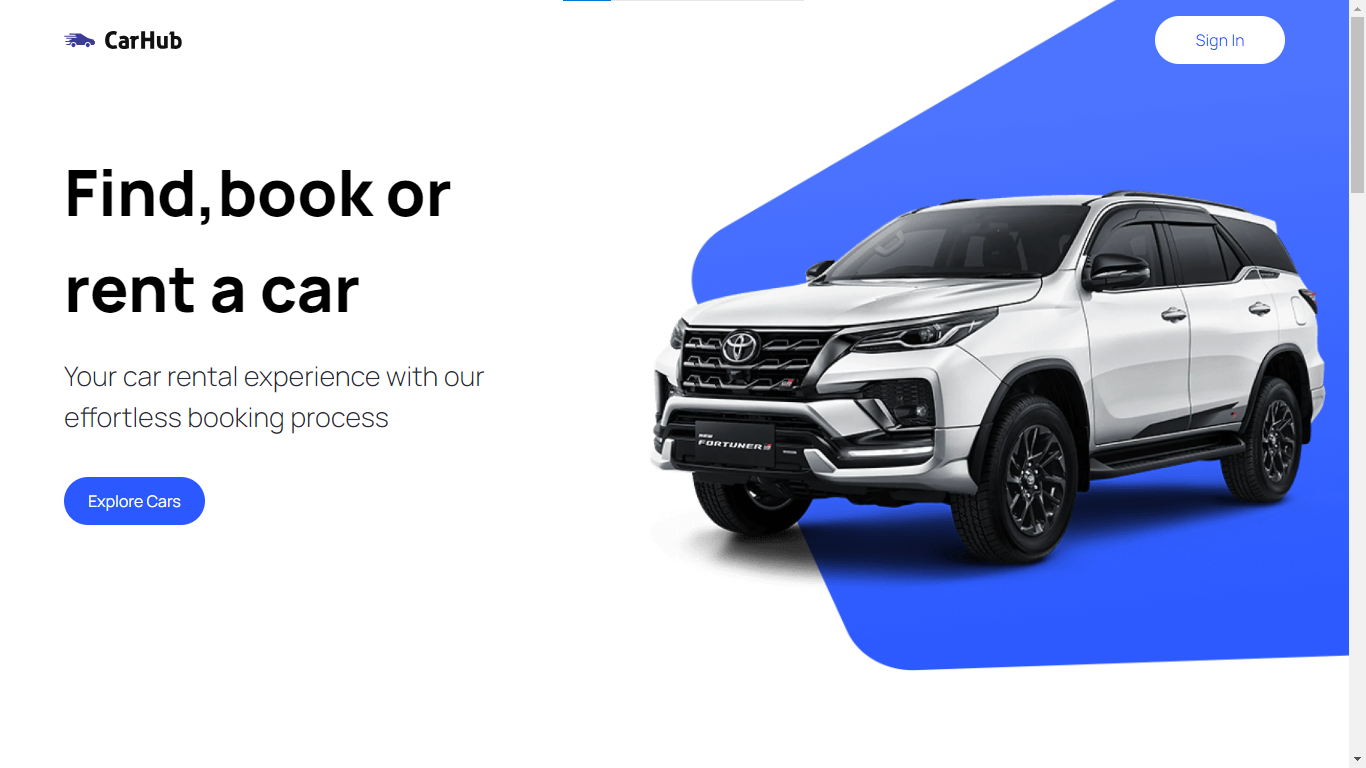 CarHub
Sign In
Find,book or
rent a car
Your car rental experience with our
effortless booking process
Explore Cars
FORTUNER